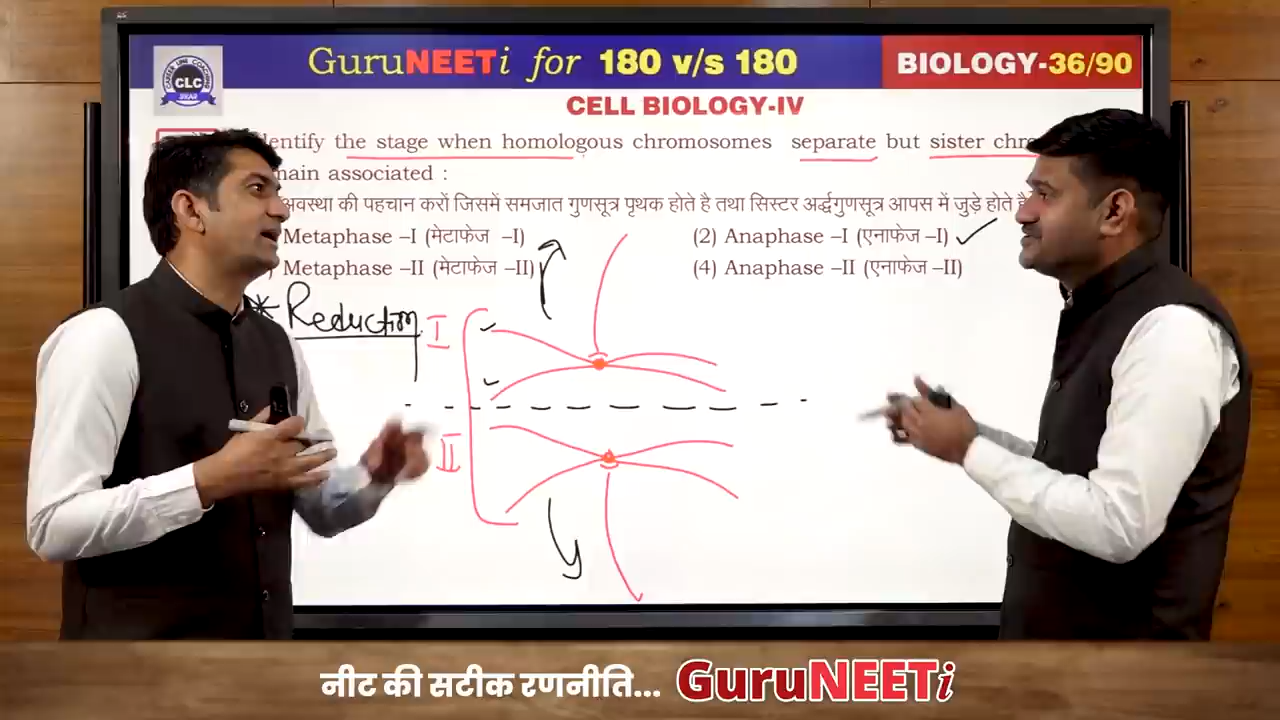 GuruNEETi for 180 v/s 180 BIOLOGY-36/90
CLC
CELL BIOLOGY-IV
dentify the stage when homologous chromosomes separate but sister chr
main associated :
अवस्था की पहचान करों जिसमें समजात गुणसूत्र पृथक होते है तथा सिस्टर अर्द्धगुणसूत्र आपस में जुड़े होते है
Metaphase –I (मेटाफेज –I) (2) Anaphase –I (एनाफेज –I)
Metaphase –II (मेटाफेज –II) (4) Anaphase –II (एनाफेज –II)
* Reduction I
II
नीट की सटीक रणनीति... GuruNEETi